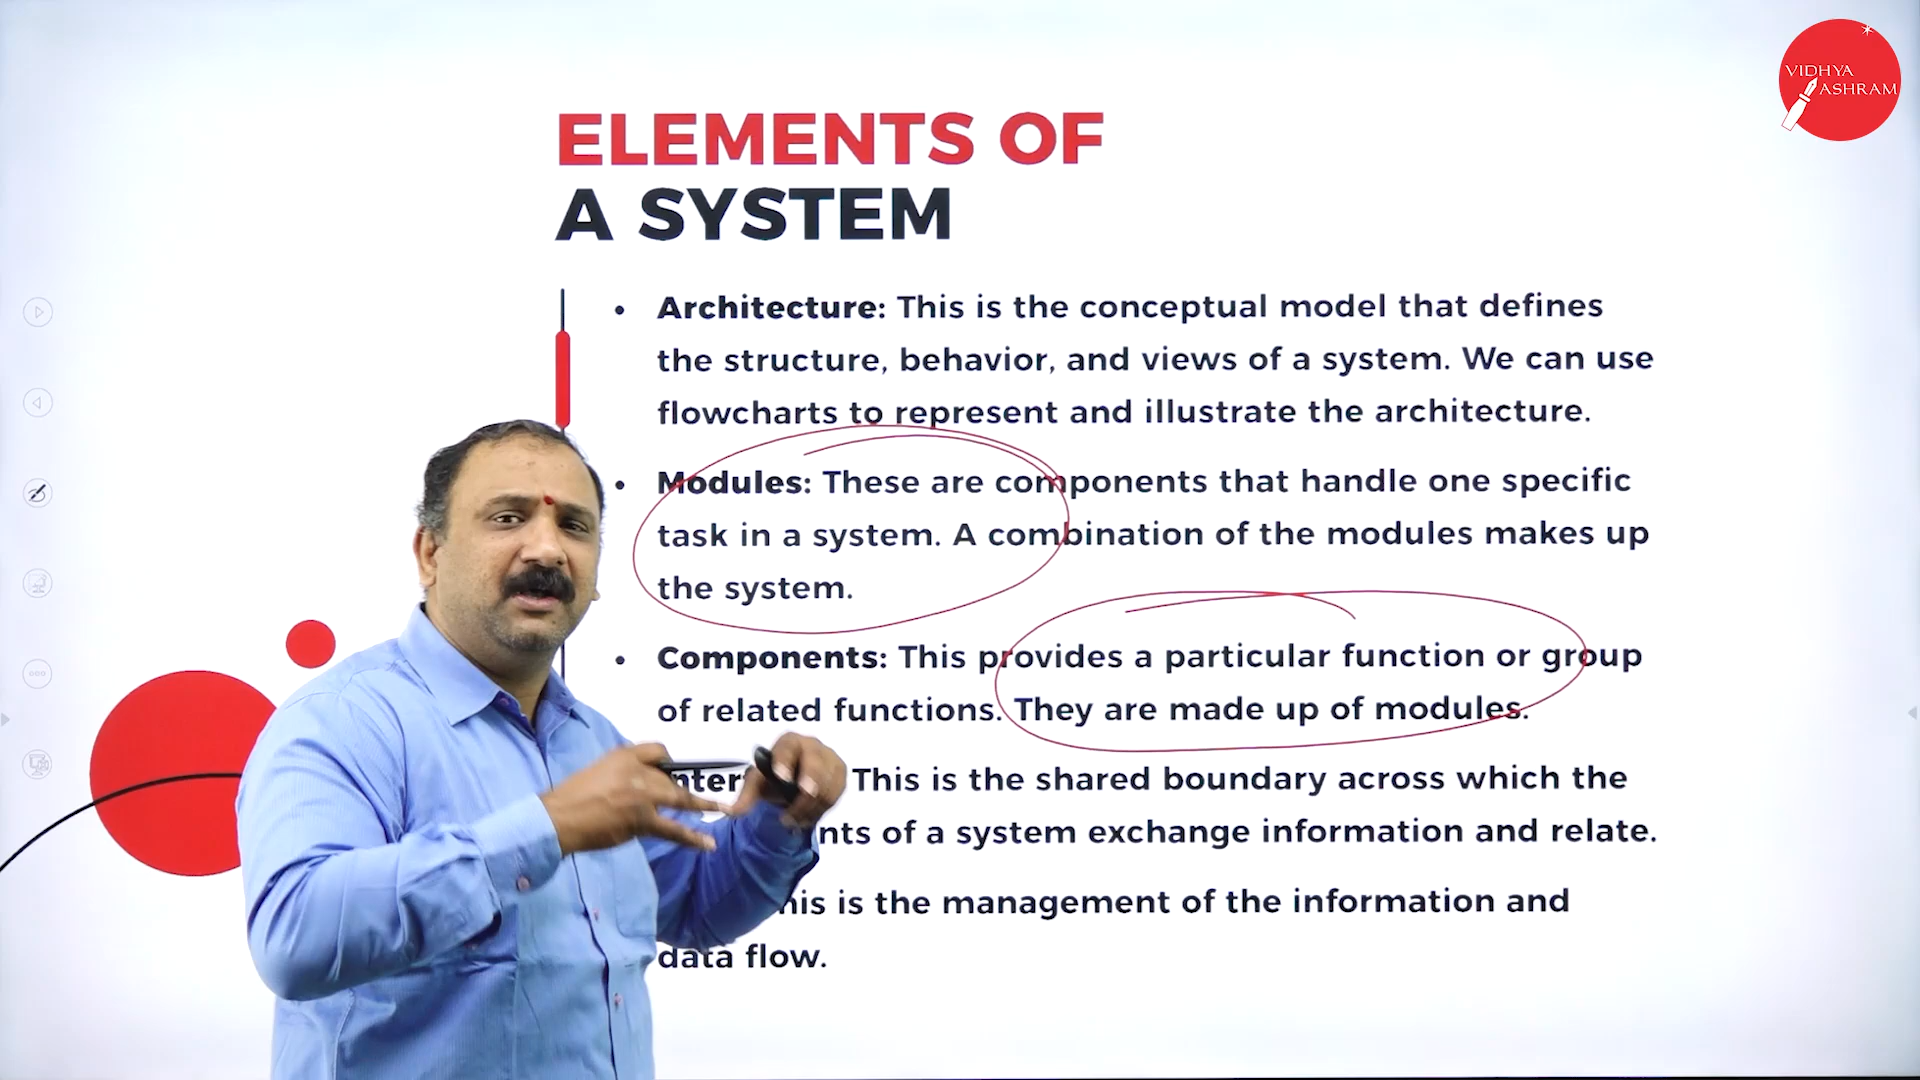 VIDHYA
ASHRAM
ELEMENTS OF
A SYSTEM
• Architecture: This is the conceptual model that defines
the structure, behavior, and views of a system. We can use
flowcharts to represent and illustrate the architecture.
• Modules: These are components that handle one specific
task in a system. A combination of the modules makes up
the system.
• Components: This provides a particular function or group
of related functions. They are made up of modules.
This is the shared boundary across which the
of a system exchange information and relate.
is the management of the information and
data flow.